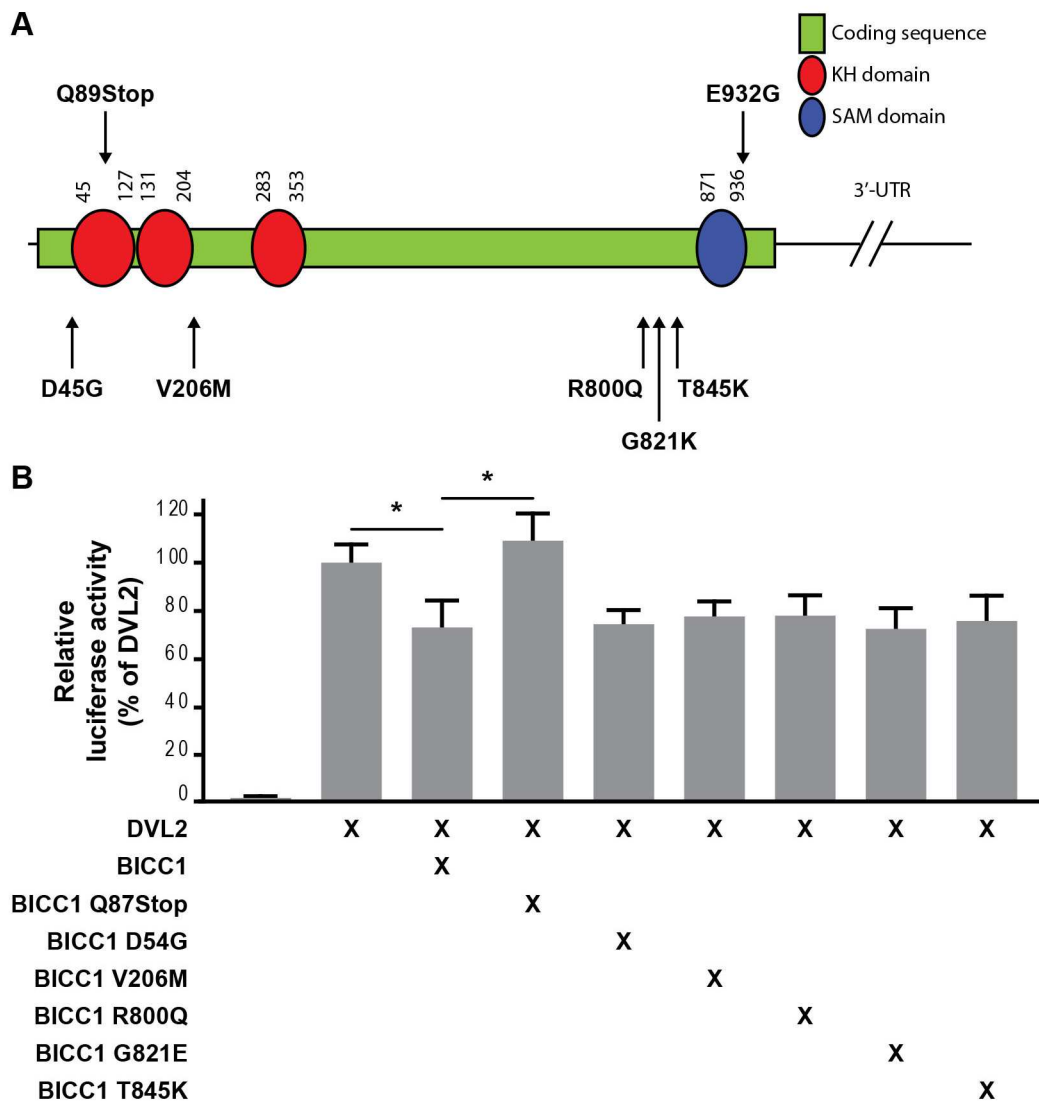 A
Coding sequence
KH domain
SAM domain
Q89Stop
E932G
45
127
131
204
283
353
871
936
3′-UTR
D45G
V206M
R800Q
T845K
G821K
B
Relative
luciferase activity
(% of DVL2)
120
100
80
60
40
20
0
*
*
DVL2 X X X X X X X X
BICC1 X
BICC1 Q87Stop X
BICC1 D54G X
BICC1 V206M X
BICC1 R800Q X
BICC1 G821E X
BICC1 T845K X